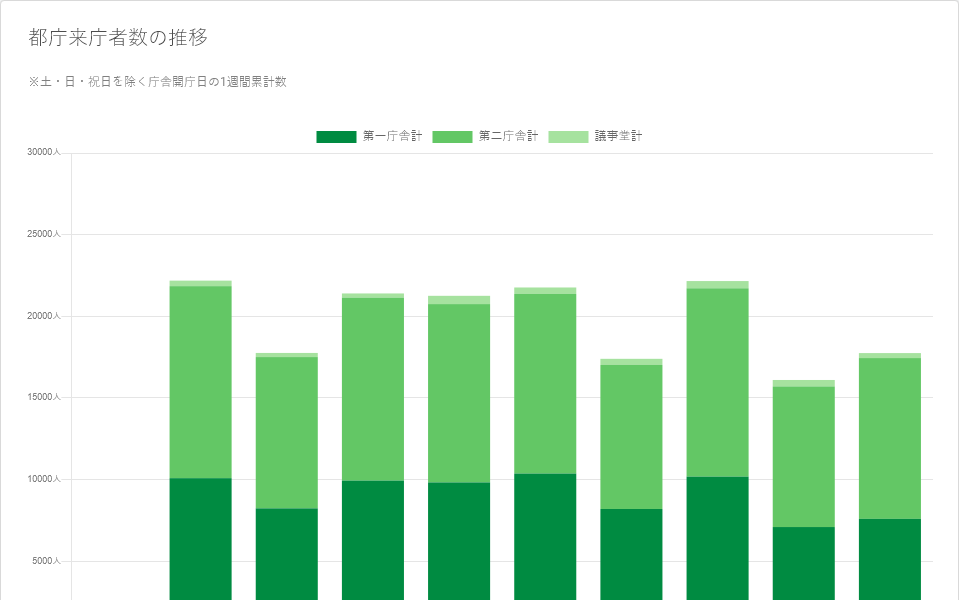 都庁来庁者数の推移
※土・日・祝日を除く庁舎開庁日の1週間累計数
第一庁舎計 第二庁舎計 議事堂計
30000人
25000人
20000人
15000人
10000人
5000人